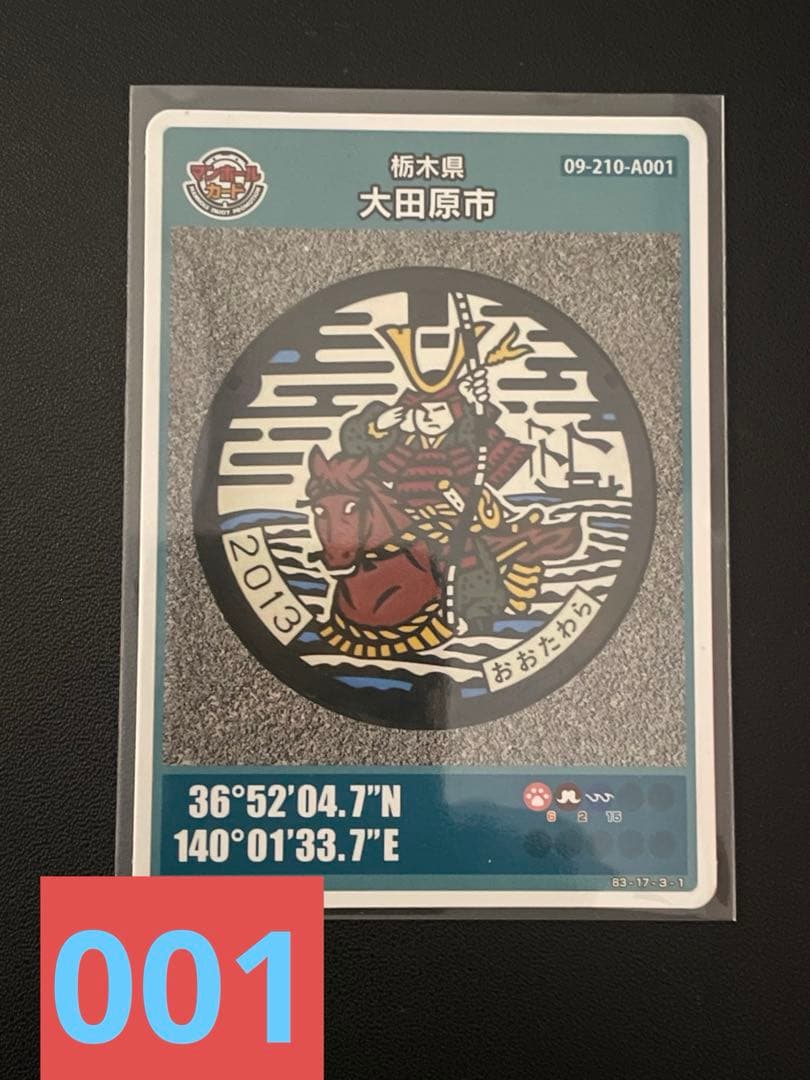 マンホール
カード
栃木県
大田原市
09-210-A001
2013
おおたわら
36°52'04.7"N
140°01'33.7"E
6 2 15
83-17-3-1
001